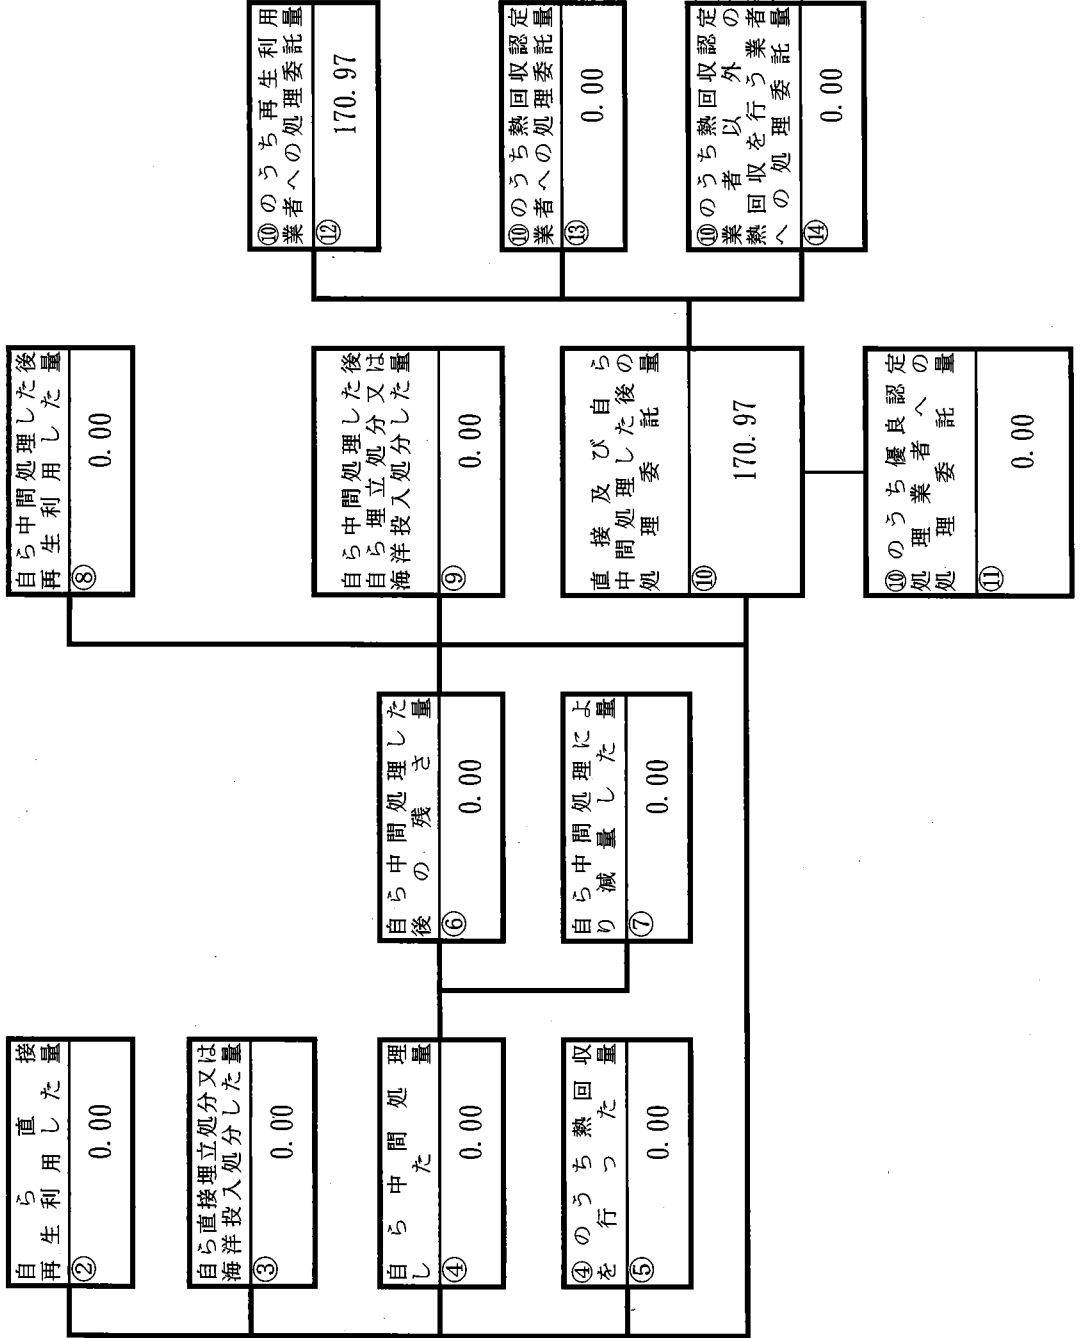 自ら直接
再生利用した量
② 0.00
自ら直接埋立処分又は
海洋投入処分した量
③ 0.00
自ら中間処理
した量
④ 0.00
④のうち熱回収
を行った量
⑤ 0.00
自ら中間処理した
後の残さ量
⑥ 0.00
自ら中間処理によ
り減量した量
⑦ 0.00
自ら中間処理した後
再生利用した量
⑧ 0.00
自ら中間処理した後
自ら埋立処分又は
海洋投入処分した量
⑨ 0.00
直接及び自ら
中間処理した後の
処理委託量
⑩ 170.97
⑩のうち優良認定
処理業者への
処理委託量
⑪ 0.00
⑩のうち再生利用
業者への処理委託量
⑫ 170.97
⑩のうち熱回収認定
業者への処理委託量
⑬ 0.00
⑩のうち熱回収認定
業者以外の
熱回収を行う業者
への処理委託量
⑭ 0.00